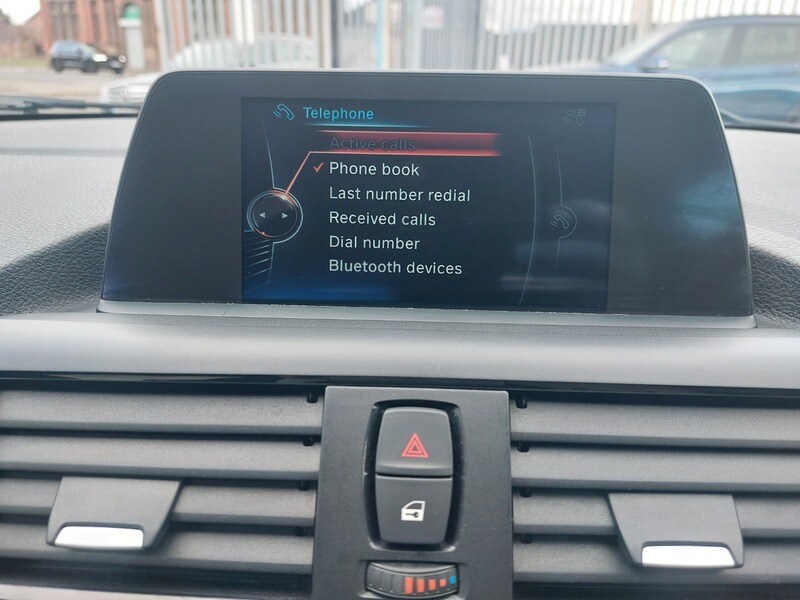 Telephone
Active calls
Phone book
Last number redial
Received calls
Dial number
Bluetooth devices